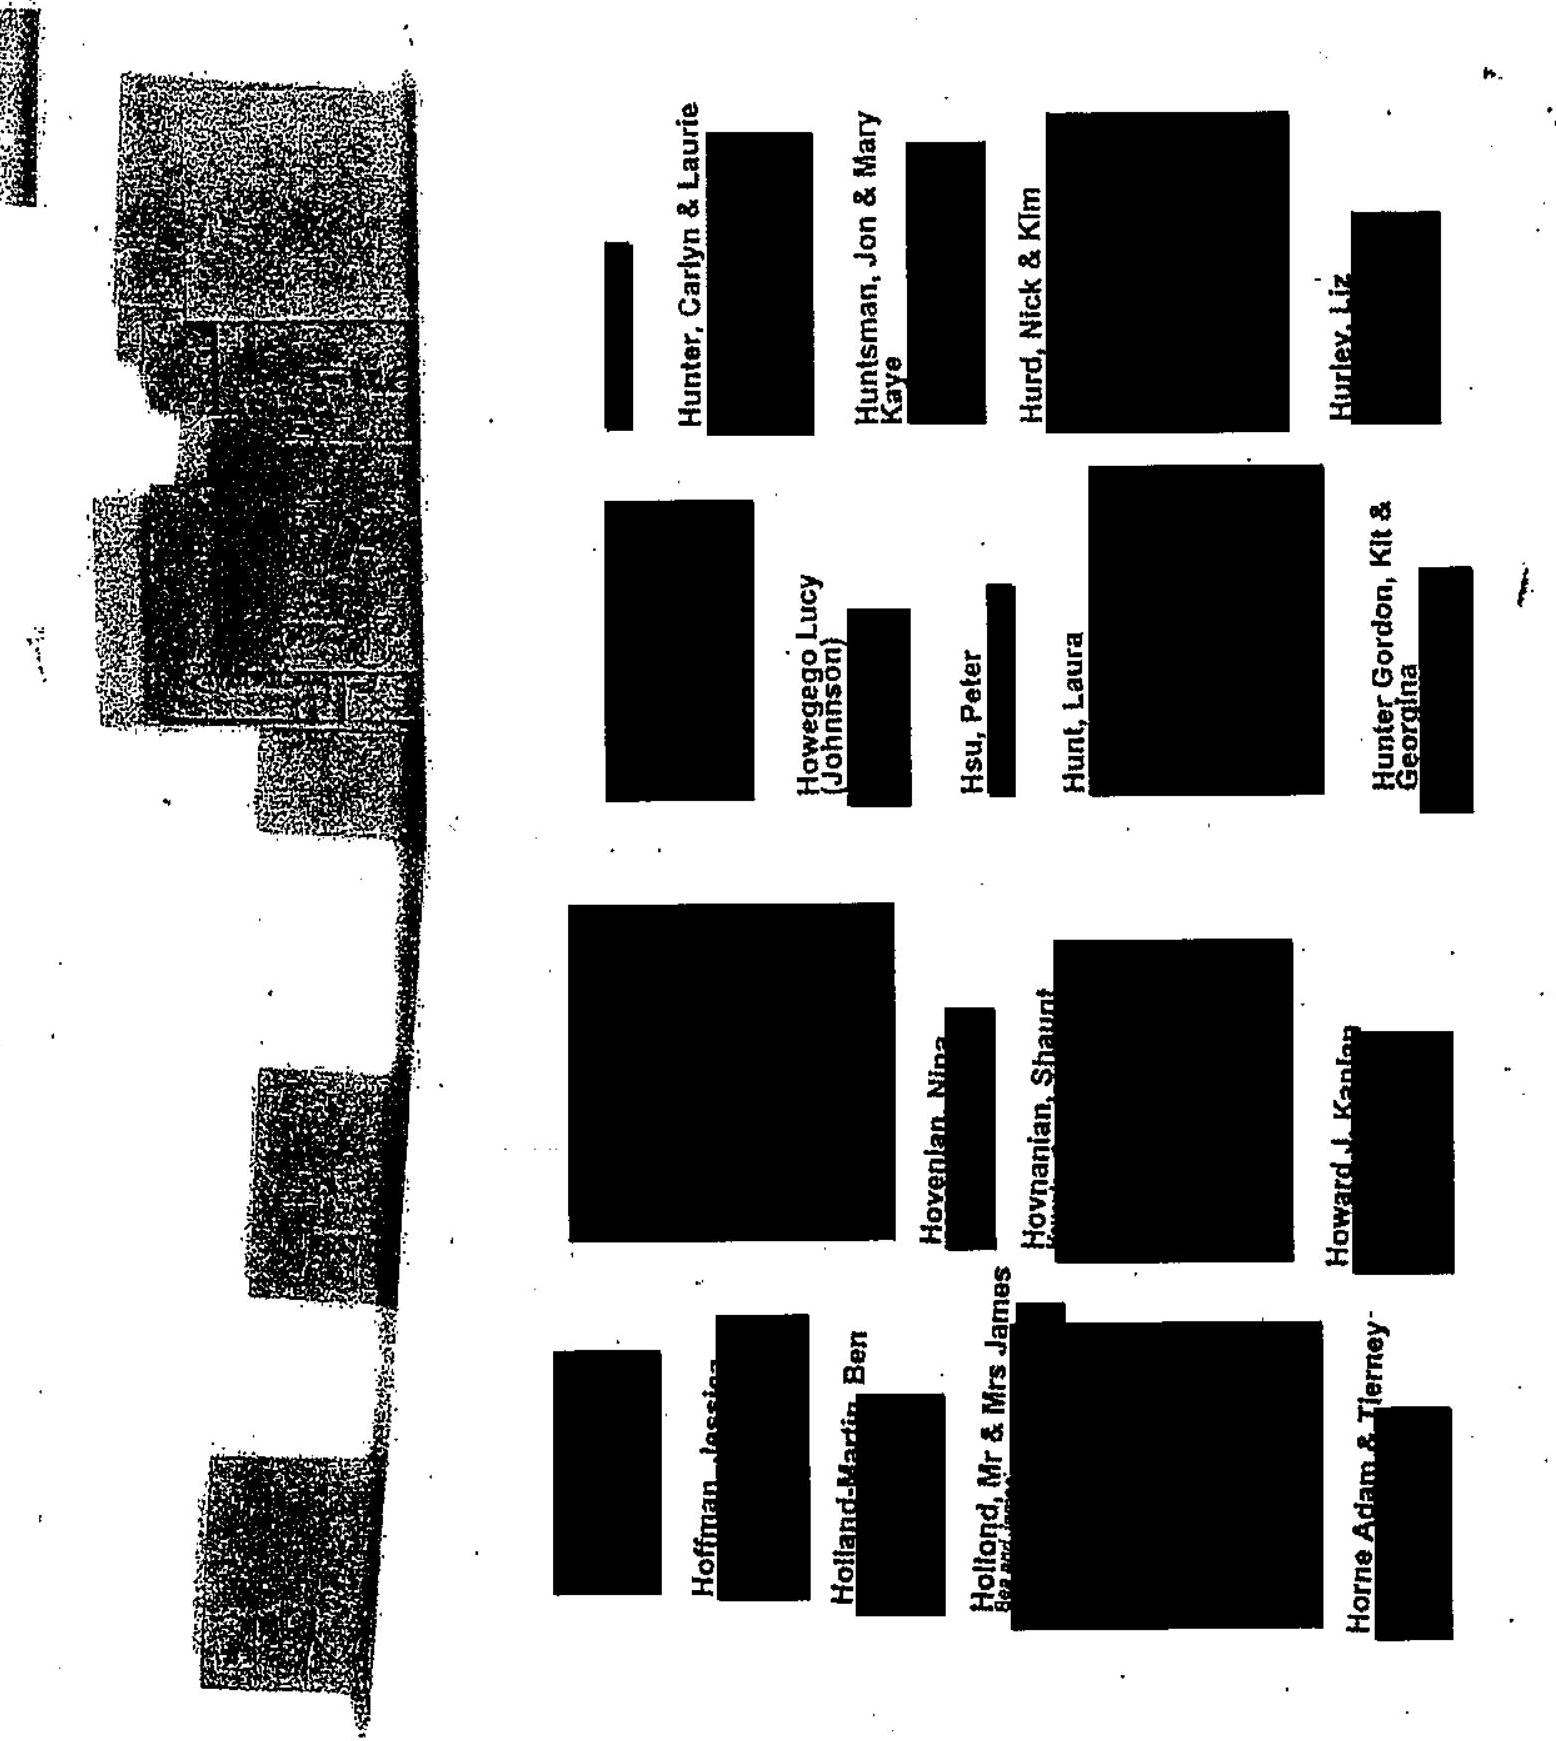 Hoffman, Jessica
Holland-Martin, Ben
Holland, Mr & Mrs James
Horne Adam & Tierney-
Hovenian, Nina
Hovnanian, Shaunt
Howard J. Kaplan
Howegego Lucy
(Johnnson)
Hsu, Peter
Hunt, Laura
Hunter Gordon, Kit &
Georgina
Hunter, Carlyn & Laurie
Huntsman, Jon & Mary
Kaye
Hurd, Nick & Kim
Hurley, Liz